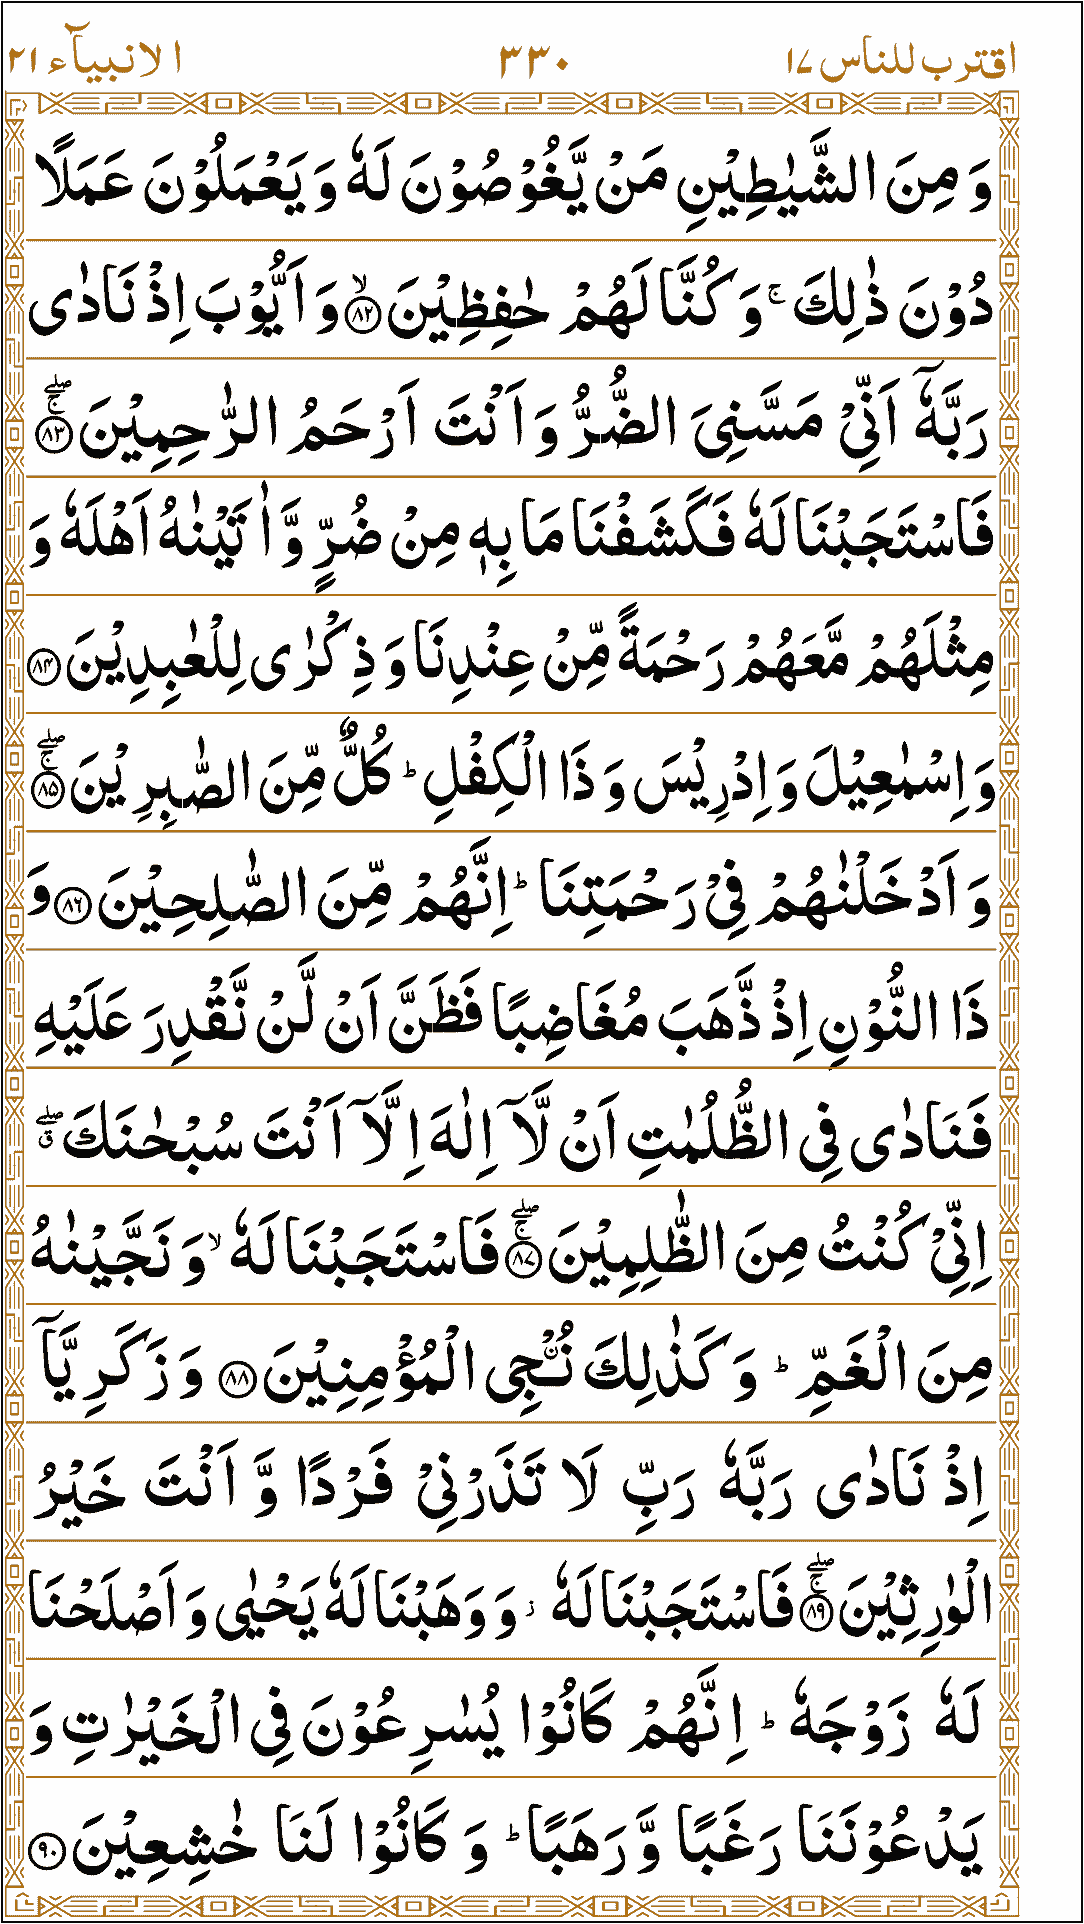 اقترب للناس ١٧ ٣٣٠ الانبیآء ٢١
وَ مِنَ الشَّیٰطِیْنِ مَنْ یَّغُوْصُوْنَ لَهٗ وَ یَعْمَلُوْنَ عَمَلًا
دُوْنَ ذٰلِكَ ۚ وَ كُنَّا لَهُمْ حٰفِظِیْنَ ۙ﴿٨٢﴾ وَ اَیُّوْبَ اِذْ نَادٰى
رَبَّهٗۤ اَنِّیْ مَسَّنِیَ الضُّرُّ وَ اَنْتَ اَرْحَمُ الرّٰحِمِیْنَ ۚۖ﴿٨٣﴾
فَاسْتَجَبْنَا لَهٗ فَكَشَفْنَا مَا بِهٖ مِنْ ضُرٍّ وَّ اٰتَیْنٰهُ اَهْلَهٗ وَ
مِثْلَهُمْ مَّعَهُمْ رَحْمَةً مِّنْ عِنْدِنَا وَ ذِكْرٰى لِلْعٰبِدِیْنَ ﴿٨٤﴾
وَ اِسْمٰعِیْلَ وَ اِدْرِیْسَ وَ ذَا الْكِفْلِ ؕ كُلٌّ مِّنَ الصّٰبِرِیْنَ ۚۖ﴿٨٥﴾
وَ اَدْخَلْنٰهُمْ فِیْ رَحْمَتِنَا ؕ اِنَّهُمْ مِّنَ الصّٰلِحِیْنَ ﴿٨٦﴾ وَ
ذَا النُّوْنِ اِذْ ذَّهَبَ مُغَاضِبًا فَظَنَّ اَنْ لَّنْ نَّقْدِرَ عَلَیْهِ
فَنَادٰى فِی الظُّلُمٰتِ اَنْ لَّاۤ اِلٰهَ اِلَّاۤ اَنْتَ سُبْحٰنَكَ ۖۗ
اِنِّیْ كُنْتُ مِنَ الظّٰلِمِیْنَ ۚۖ﴿٨٧﴾ فَاسْتَجَبْنَا لَهٗ ۙ وَ نَجَّیْنٰهُ
مِنَ الْغَمِّ ؕ وَ كَذٰلِكَ نُـْۨجِی الْمُؤْمِنِیْنَ ﴿٨٨﴾ وَ زَكَرِیَّاۤ
اِذْ نَادٰى رَبَّهٗ رَبِّ لَا تَذَرْنِیْ فَرْدًا وَّ اَنْتَ خَیْرُ
الْوٰرِثِیْنَ ۚۖ﴿٨٩﴾ فَاسْتَجَبْنَا لَهٗ ؗ وَ وَهَبْنَا لَهٗ یَحْیٰى وَ اَصْلَحْنَا
لَهٗ زَوْجَهٗ ؕ اِنَّهُمْ كَانُوْا یُسٰرِعُوْنَ فِی الْخَیْرٰتِ وَ
یَدْعُوْنَنَا رَغَبًا وَّ رَهَبًا ؕ وَ كَانُوْا لَنَا خٰشِعِیْنَ ﴿٩٠﴾